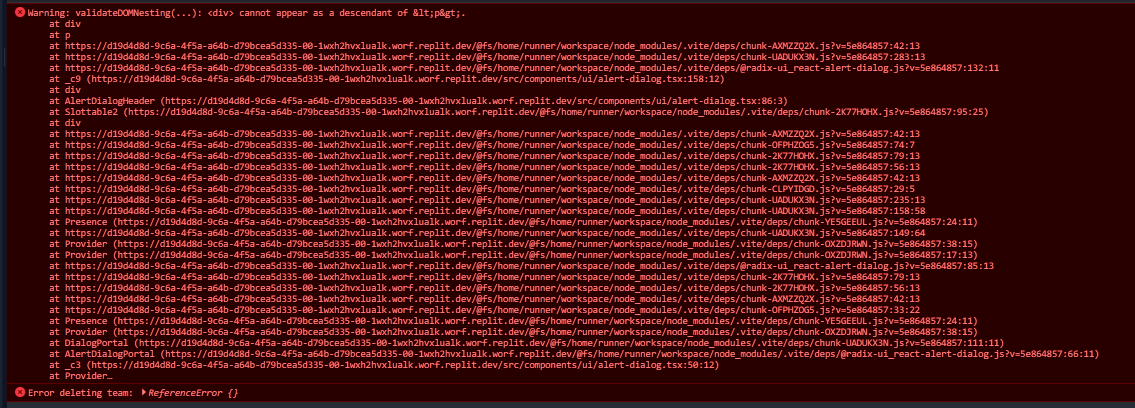 Warning: validateDOMNesting(...): <div> cannot appear as a descendant of &lt;p&gt;.
at div
at p
at https://d19d4d8d-9c6a-4f5a-a64b-d79bcea5d335-00-1wxh2hvxlualk.worf.replit.dev/@fs/home/runner/workspace/node_modules/.vite/deps/chunk-AXMZZQ2X.js?v=5e864857:42:13
at https://d19d4d8d-9c6a-4f5a-a64b-d79bcea5d335-00-1wxh2hvxlualk.worf.replit.dev/@fs/home/runner/workspace/node_modules/.vite/deps/chunk-UADUKX3N.js?v=5e864857:283:13
at https://d19d4d8d-9c6a-4f5a-a64b-d79bcea5d335-00-1wxh2hvxlualk.worf.replit.dev/@fs/home/runner/workspace/node_modules/.vite/deps/@radix-ui_react-alert-dialog.js?v=5e864857:132:11
at _c9 (https://d19d4d8d-9c6a-4f5a-a64b-d79bcea5d335-00-1wxh2hvxlualk.worf.replit.dev/src/components/ui/alert-dialog.tsx:158:12)
at div
at AlertDialogHeader (https://d19d4d8d-9c6a-4f5a-a64b-d79bcea5d335-00-1wxh2hvxlualk.worf.replit.dev/src/components/ui/alert-dialog.tsx:86:3)
at Slottable2 (https://d19d4d8d-9c6a-4f5a-a64b-d79bcea5d335-00-1wxh2hvxlualk.worf.replit.dev/@fs/home/runner/workspace/node_modules/.vite/deps/chunk-2K77HOHX.js?v=5e864857:95:25)
at div
at https://d19d4d8d-9c6a-4f5a-a64b-d79bcea5d335-00-1wxh2hvxlualk.worf.replit.dev/@fs/home/runner/workspace/node_modules/.vite/deps/chunk-AXMZZQ2X.js?v=5e864857:42:13
at https://d19d4d8d-9c6a-4f5a-a64b-d79bcea5d335-00-1wxh2hvxlualk.worf.replit.dev/@fs/home/runner/workspace/node_modules/.vite/deps/chunk-OFPHZOG5.js?v=5e864857:74:7
at https://d19d4d8d-9c6a-4f5a-a64b-d79bcea5d335-00-1wxh2hvxlualk.worf.replit.dev/@fs/home/runner/workspace/node_modules/.vite/deps/chunk-2K77HOHX.js?v=5e864857:79:13
at https://d19d4d8d-9c6a-4f5a-a64b-d79bcea5d335-00-1wxh2hvxlualk.worf.replit.dev/@fs/home/runner/workspace/node_modules/.vite/deps/chunk-2K77HOHX.js?v=5e864857:56:13
at https://d19d4d8d-9c6a-4f5a-a64b-d79bcea5d335-00-1wxh2hvxlualk.worf.replit.dev/@fs/home/runner/workspace/node_modules/.vite/deps/chunk-AXMZZQ2X.js?v=5e864857:42:13
at https://d19d4d8d-9c6a-4f5a-a64b-d79bcea5d335-00-1wxh2hvxlualk.worf.replit.dev/@fs/home/runner/workspace/node_modules/.vite/deps/chunk-CLPYIDGD.js?v=5e864857:29:5
at https://d19d4d8d-9c6a-4f5a-a64b-d79bcea5d335-00-1wxh2hvxlualk.worf.replit.dev/@fs/home/runner/workspace/node_modules/.vite/deps/chunk-UADUKX3N.js?v=5e864857:235:13
at https://d19d4d8d-9c6a-4f5a-a64b-d79bcea5d335-00-1wxh2hvxlualk.worf.replit.dev/@fs/home/runner/workspace/node_modules/.vite/deps/chunk-UADUKX3N.js?v=5e864857:158:58
at Presence (https://d19d4d8d-9c6a-4f5a-a64b-d79bcea5d335-00-1wxh2hvxlualk.worf.replit.dev/@fs/home/runner/workspace/node_modules/.vite/deps/chunk-YE5GEEUL.js?v=5e864857:24:11)
at https://d19d4d8d-9c6a-4f5a-a64b-d79bcea5d335-00-1wxh2hvxlualk.worf.replit.dev/@fs/home/runner/workspace/node_modules/.vite/deps/chunk-UADUKX3N.js?v=5e864857:149:64
at Provider (https://d19d4d8d-9c6a-4f5a-a64b-d79bcea5d335-00-1wxh2hvxlualk.worf.replit.dev/@fs/home/runner/workspace/node_modules/.vite/deps/chunk-OXZDJRWN.js?v=5e864857:38:15)
at Provider (https://d19d4d8d-9c6a-4f5a-a64b-d79bcea5d335-00-1wxh2hvxlualk.worf.replit.dev/@fs/home/runner/workspace/node_modules/.vite/deps/chunk-OXZDJRWN.js?v=5e864857:17:13)
at https://d19d4d8d-9c6a-4f5a-a64b-d79bcea5d335-00-1wxh2hvxlualk.worf.replit.dev/@fs/home/runner/workspace/node_modules/.vite/deps/@radix-ui_react-alert-dialog.js?v=5e864857:85:13
at https://d19d4d8d-9c6a-4f5a-a64b-d79bcea5d335-00-1wxh2hvxlualk.worf.replit.dev/@fs/home/runner/workspace/node_modules/.vite/deps/chunk-2K77HOHX.js?v=5e864857:79:13
at https://d19d4d8d-9c6a-4f5a-a64b-d79bcea5d335-00-1wxh2hvxlualk.worf.replit.dev/@fs/home/runner/workspace/node_modules/.vite/deps/chunk-2K77HOHX.js?v=5e864857:56:13
at https://d19d4d8d-9c6a-4f5a-a64b-d79bcea5d335-00-1wxh2hvxlualk.worf.replit.dev/@fs/home/runner/workspace/node_modules/.vite/deps/chunk-AXMZZQ2X.js?v=5e864857:42:13
at https://d19d4d8d-9c6a-4f5a-a64b-d79bcea5d335-00-1wxh2hvxlualk.worf.replit.dev/@fs/home/runner/workspace/node_modules/.vite/deps/chunk-OFPHZOG5.js?v=5e864857:33:22
at Presence (https://d19d4d8d-9c6a-4f5a-a64b-d79bcea5d335-00-1wxh2hvxlualk.worf.replit.dev/@fs/home/runner/workspace/node_modules/.vite/deps/chunk-YE5GEEUL.js?v=5e864857:24:11)
at Provider (https://d19d4d8d-9c6a-4f5a-a64b-d79bcea5d335-00-1wxh2hvxlualk.worf.replit.dev/@fs/home/runner/workspace/node_modules/.vite/deps/chunk-OXZDJRWN.js?v=5e864857:38:15)
at DialogPortal (https://d19d4d8d-9c6a-4f5a-a64b-d79bcea5d335-00-1wxh2hvxlualk.worf.replit.dev/@fs/home/runner/workspace/node_modules/.vite/deps/chunk-UADUKX3N.js?v=5e864857:111:11)
at AlertDialogPortal (https://d19d4d8d-9c6a-4f5a-a64b-d79bcea5d335-00-1wxh2hvxlualk.worf.replit.dev/@fs/home/runner/workspace/node_modules/.vite/deps/@radix-ui_react-alert-dialog.js?v=5e864857:66:11)
at _c3 (https://d19d4d8d-9c6a-4f5a-a64b-d79bcea5d335-00-1wxh2hvxlualk.worf.replit.dev/src/components/ui/alert-dialog.tsx:50:12)
at Provider…
Error deleting team: ▶ReferenceError {}